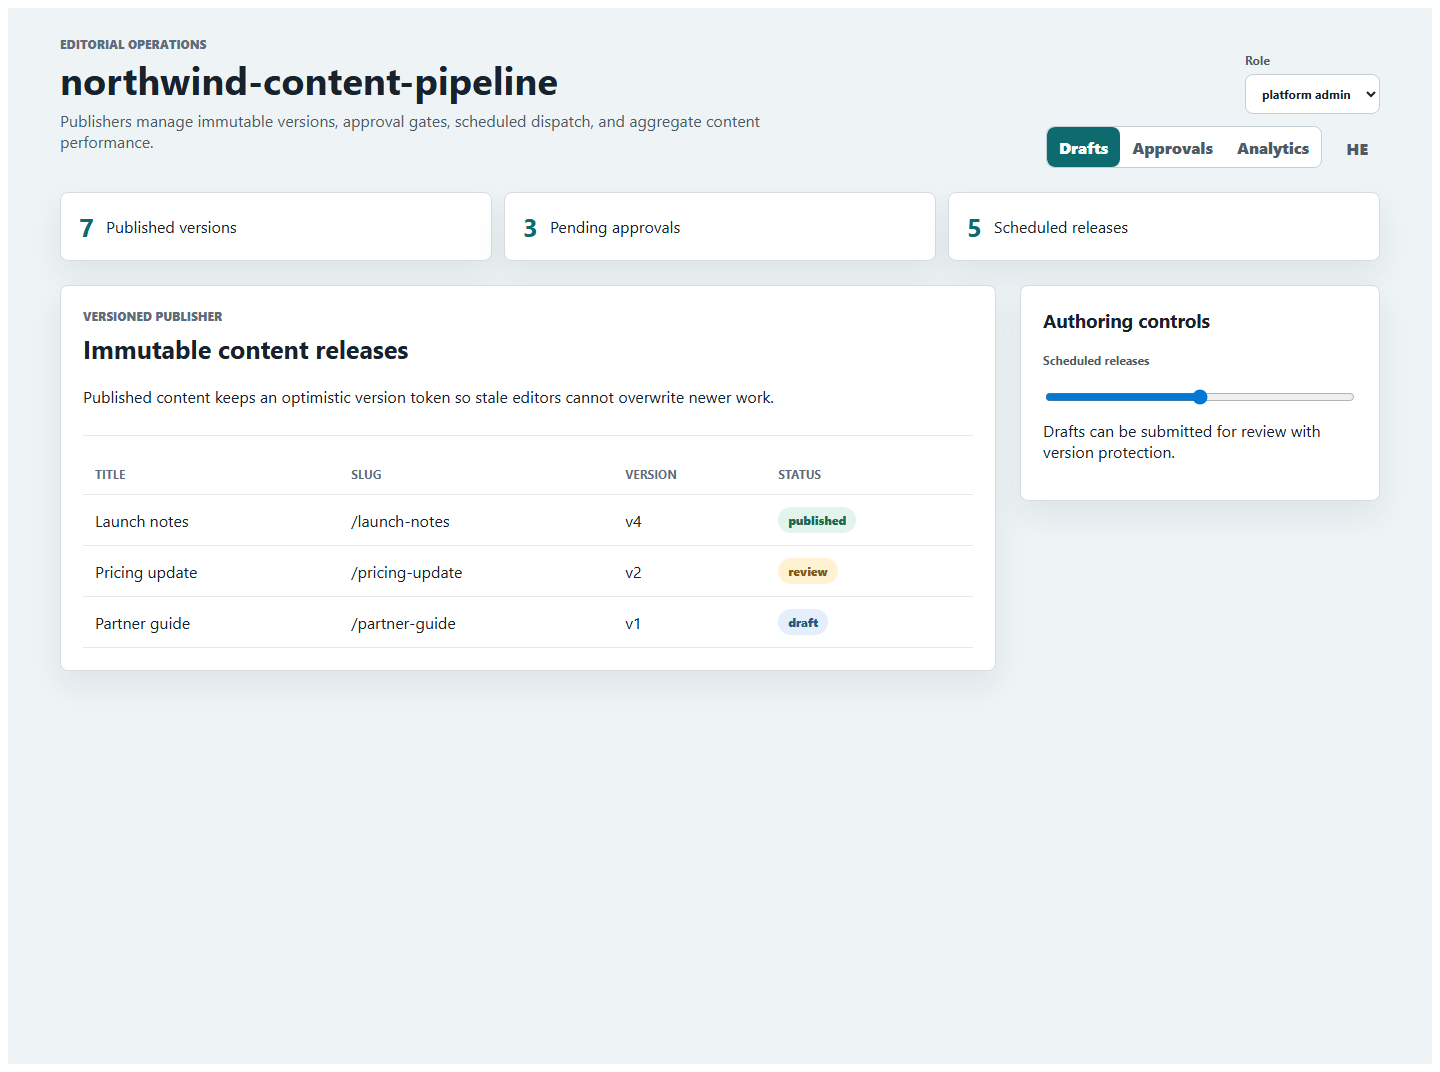 EDITORIAL OPERATIONS
northwind-content-pipeline
Publishers manage immutable versions, approval gates, scheduled dispatch, and aggregate content
performance.
Role
platform admin
Drafts Approvals Analytics HE
7 Published versions
3 Pending approvals
5 Scheduled releases
VERSIONED PUBLISHER
Immutable content releases
Published content keeps an optimistic version token so stale editors cannot overwrite newer work.
TITLE SLUG VERSION STATUS
Launch notes /launch-notes v4 published
Pricing update /pricing-update v2 review
Partner guide /partner-guide v1 draft
Authoring controls
Scheduled releases
Drafts can be submitted for review with
version protection.